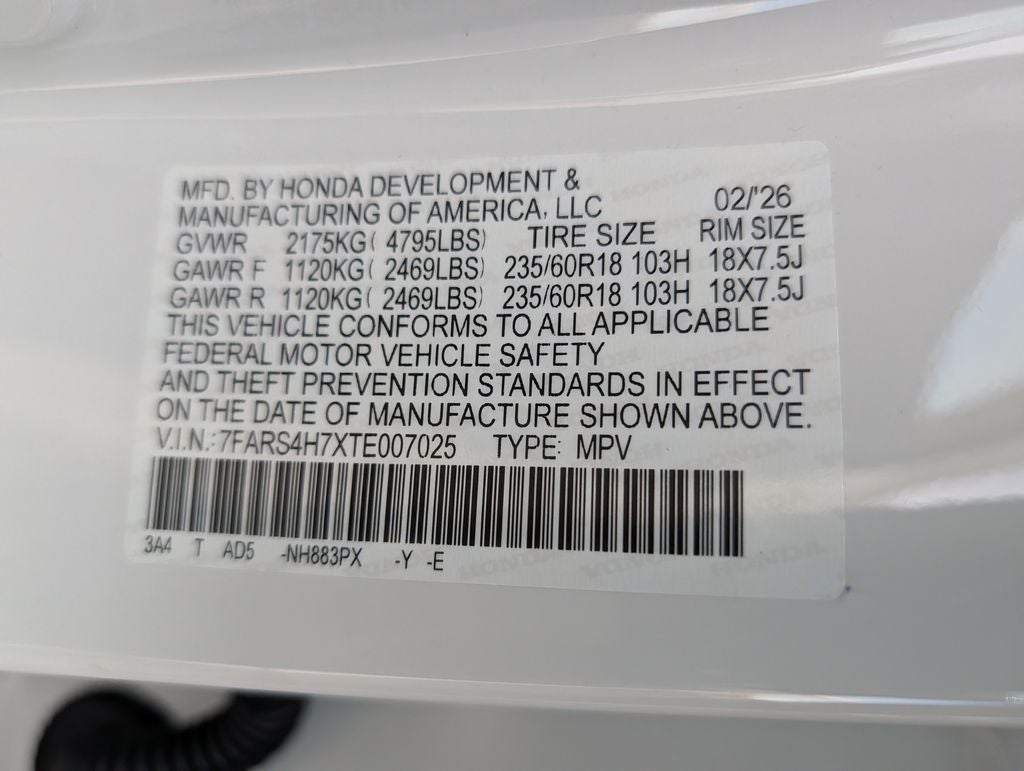 MFD. BY HONDA DEVELOPMENT &
MANUFACTURING OF AMERICA, LLC 02/'26
GVWR 2175KG( 4795LBS) TIRE SIZE RIM SIZE
GAWR F 1120KG( 2469LBS) 235/60R18 103H 18X7.5J
GAWR R 1120KG( 2469LBS) 235/60R18 103H 18X7.5J
THIS VEHICLE CONFORMS TO ALL APPLICABLE
FEDERAL MOTOR VEHICLE SAFETY
AND THEFT PREVENTION STANDARDS IN EFFECT
ON THE DATE OF MANUFACTURE SHOWN ABOVE.
V.I.N.:7FARS4H7XTE007025 TYPE: MPV
3A4 T AD5 -NH883PX -Y -E